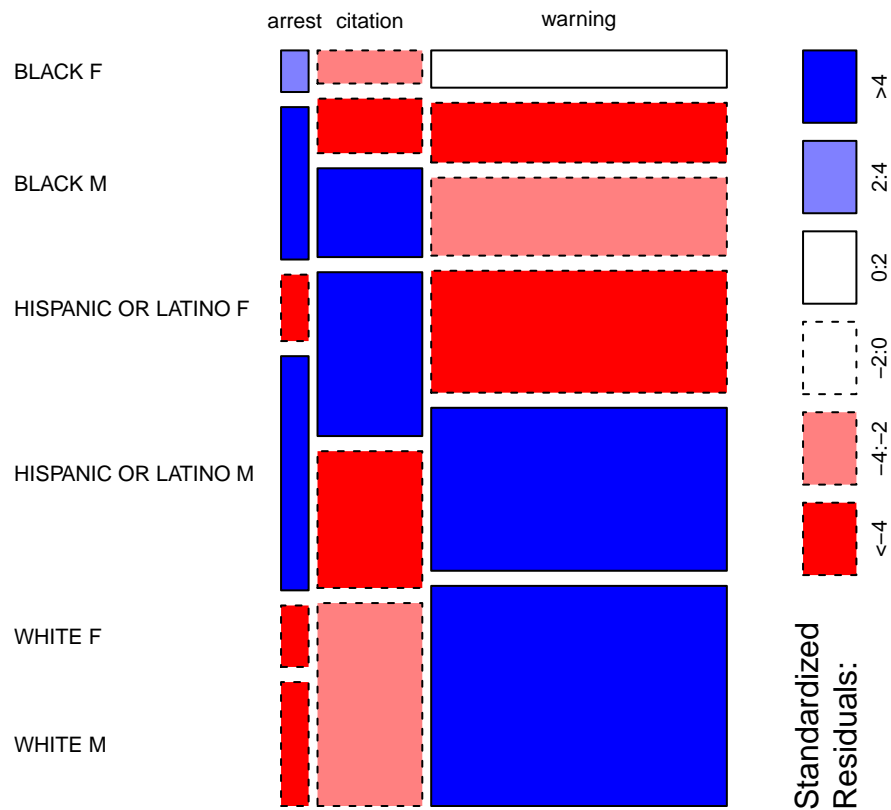 arrest citation warning
BLACK F
BLACK M
HISPANIC OR LATINO F
HISPANIC OR LATINO M
WHITE F
WHITE M
Standardized
Residuals:
<−4
−4:−2
−2:0
0:2
2:4
>4